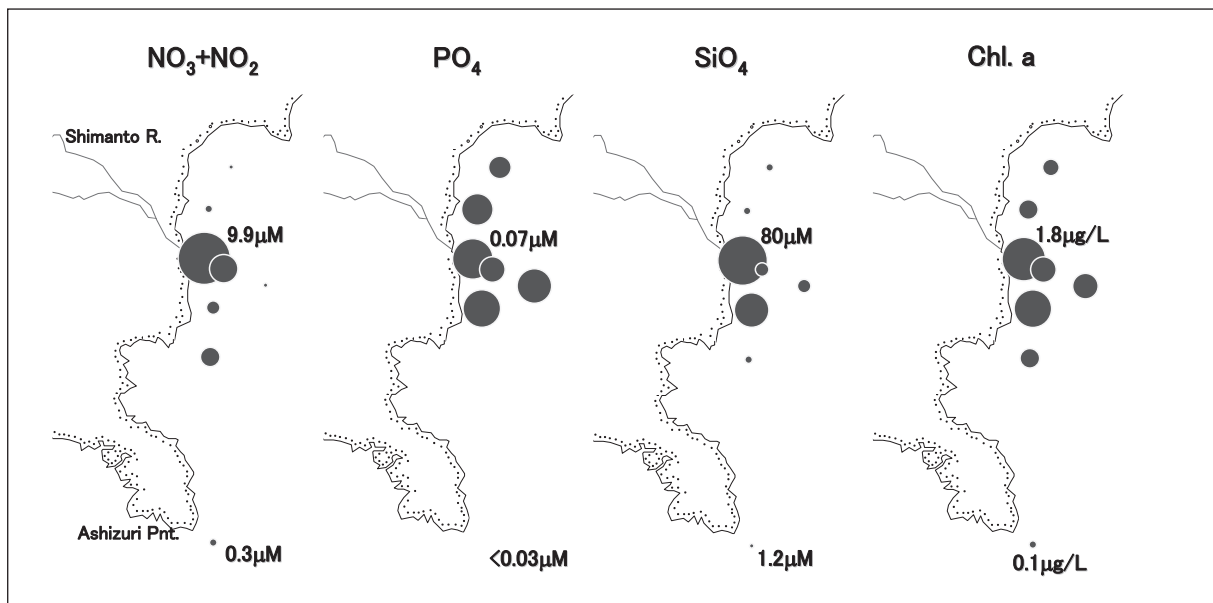 NO₃+NO₂ PO₄ SiO₄ Chl. a
Shimanto R.
9.9μM 0.07μM 80μM 1.8μg/L
Ashizuri Pnt.
0.3μM <0.03μM 1.2μM 0.1μg/L